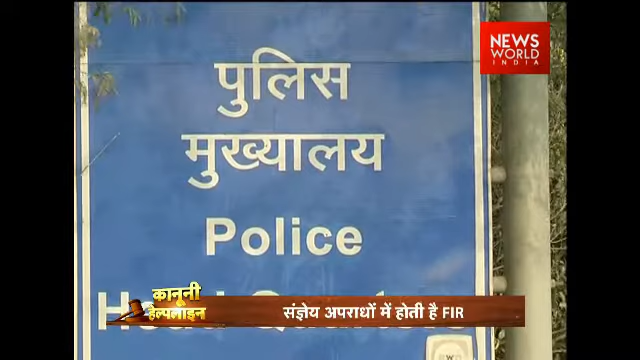 NEWS
WORLD
INDIA
पुलिस
मुख्यालय
Police
कानूनी
हेल्पलाइन
संज्ञेय अपराधों में होती है FIR